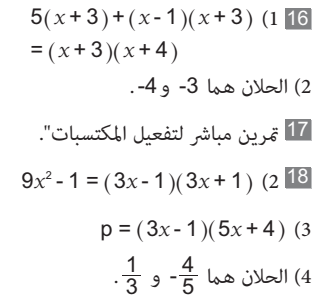 16 1) 5(x+3)+(x-1)(x+3)
=(x+3)(x+4)
2) الحلان هما -3 و -4.
17 تمرين مباشر لتفعيل المكتسبات".
18 2) 9x²-1=(3x-1)(3x+1)
3) p=(3x-1)(5x+4)
4) الحلان هما -4/5 و 1/3.